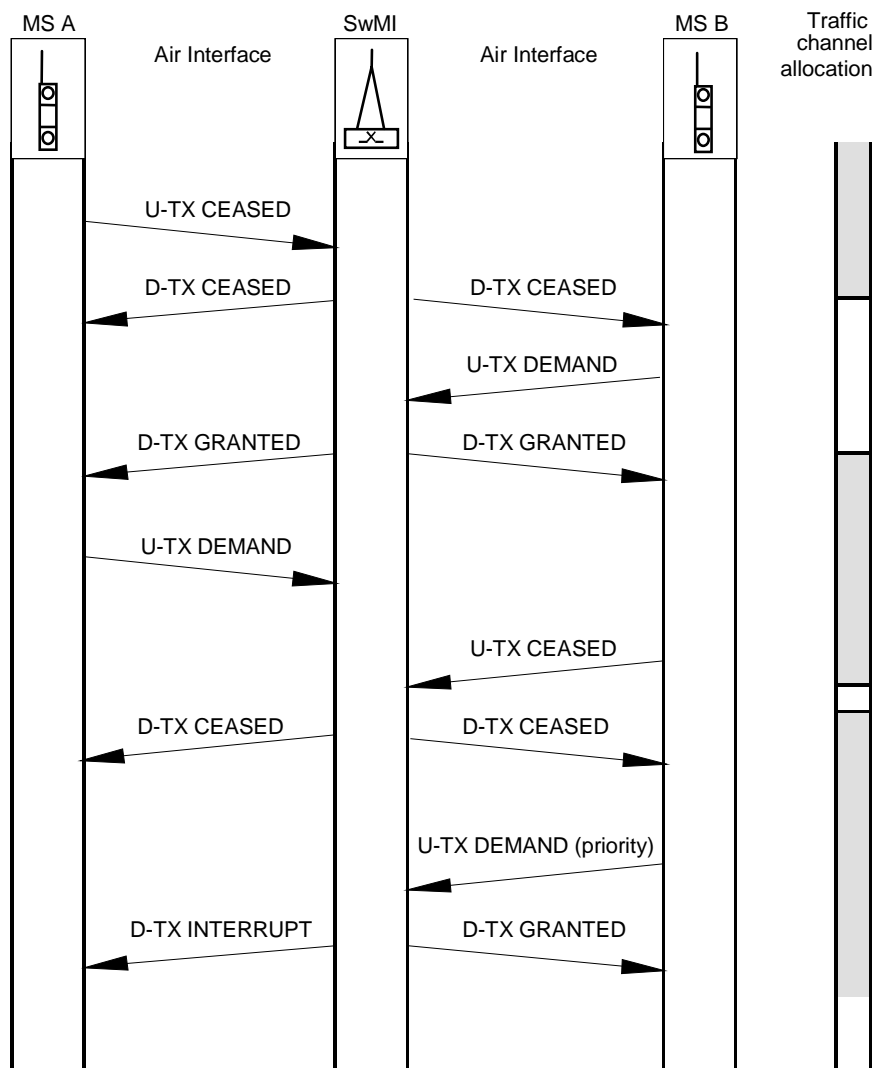 MS A
SwMI
MS B
Traffic
channel
allocation
Air Interface
Air Interface
U-TX CEASED
D-TX CEASED
D-TX CEASED
U-TX DEMAND
D-TX GRANTED
D-TX GRANTED
U-TX DEMAND
U-TX CEASED
D-TX CEASED
D-TX CEASED
U-TX DEMAND (priority)
D-TX INTERRUPT
D-TX GRANTED